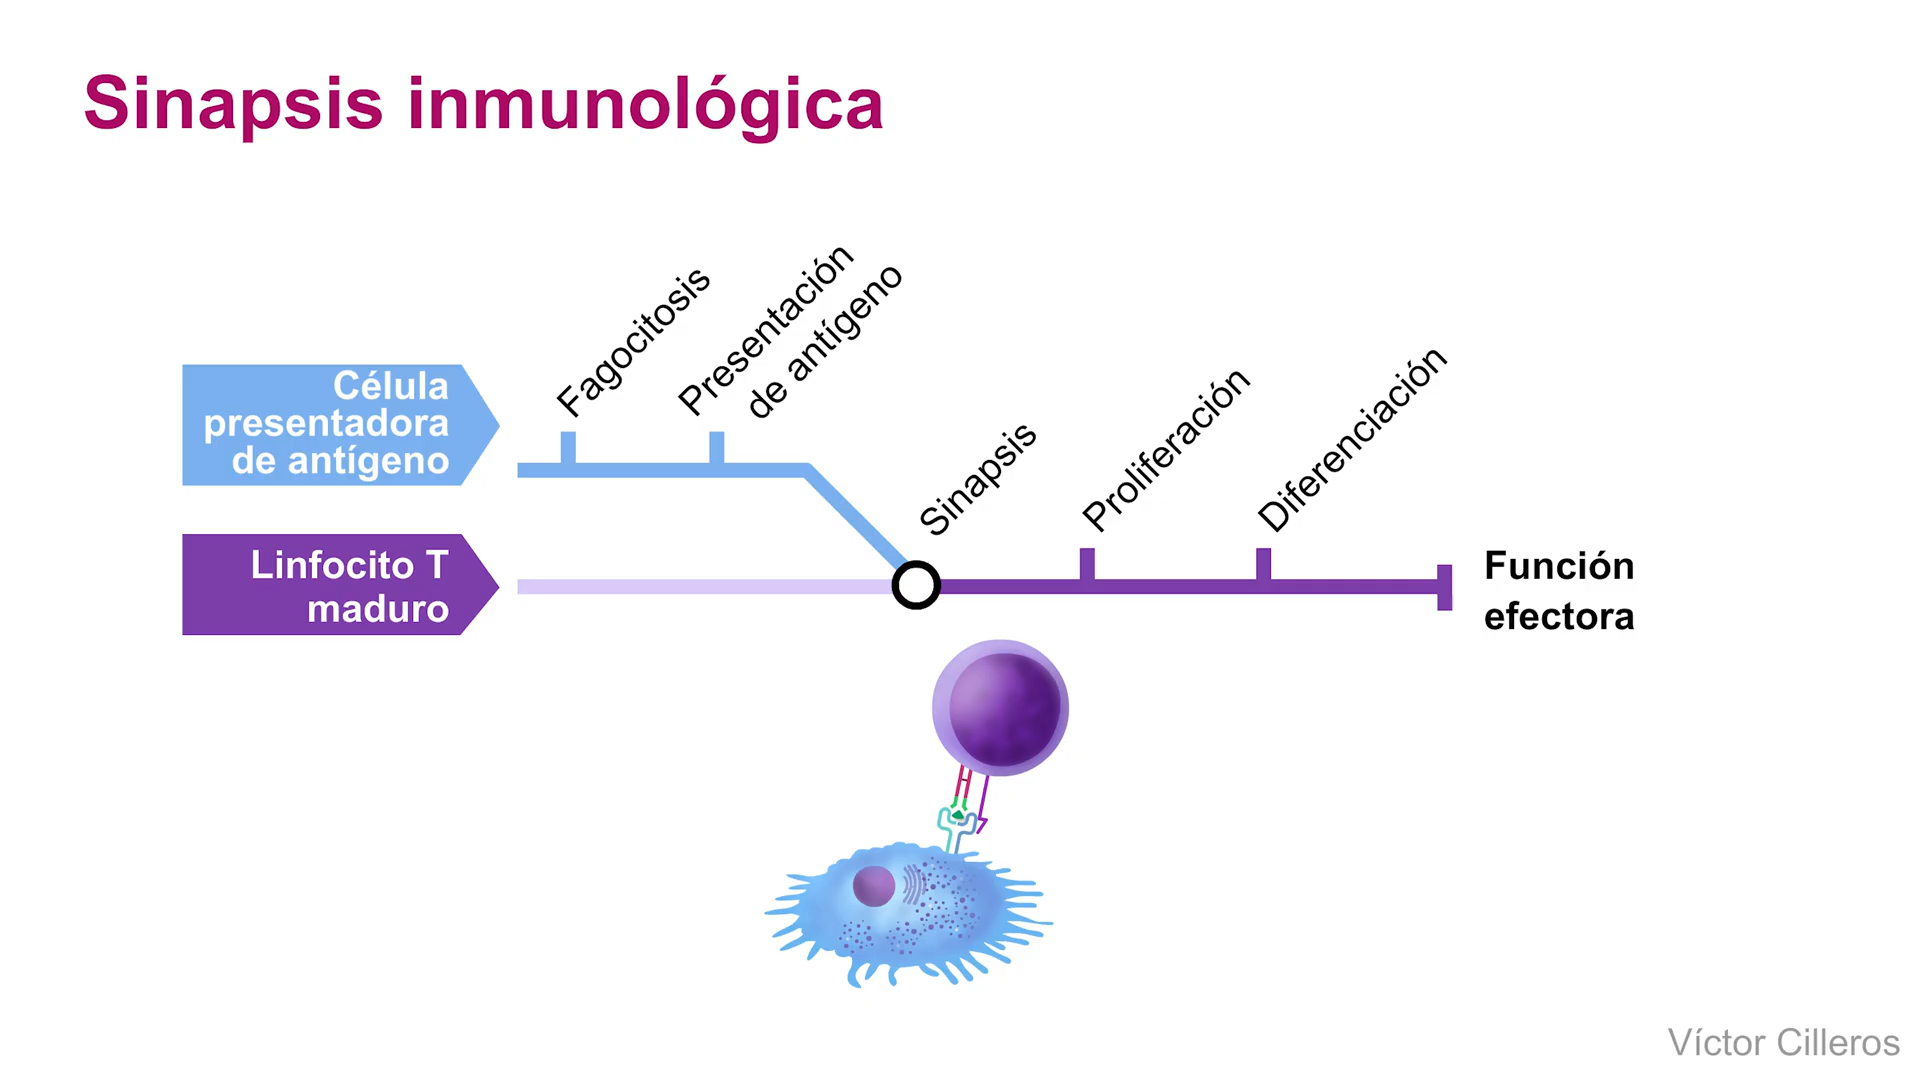 Sinapsis inmunológica
Célula
presentadora
de antígeno
Fagocitosis
Presentación
de antígeno
Linfocito T
maduro
Sinapsis
Proliferación
Diferenciación
Función
efectora
Víctor Cilleros